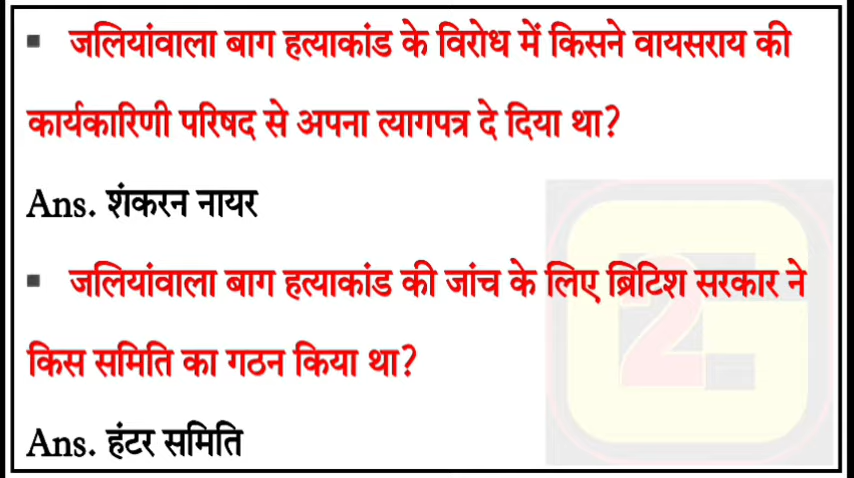 ▪ जलियांवाला बाग हत्याकांड के विरोध में किसने वायसराय की
कार्यकारिणी परिषद से अपना त्यागपत्र दे दिया था?
Ans. शंकरन नायर
▪ जलियांवाला बाग हत्याकांड की जांच के लिए ब्रिटिश सरकार ने
किस समिति का गठन किया था?
Ans. हंटर समिति
2